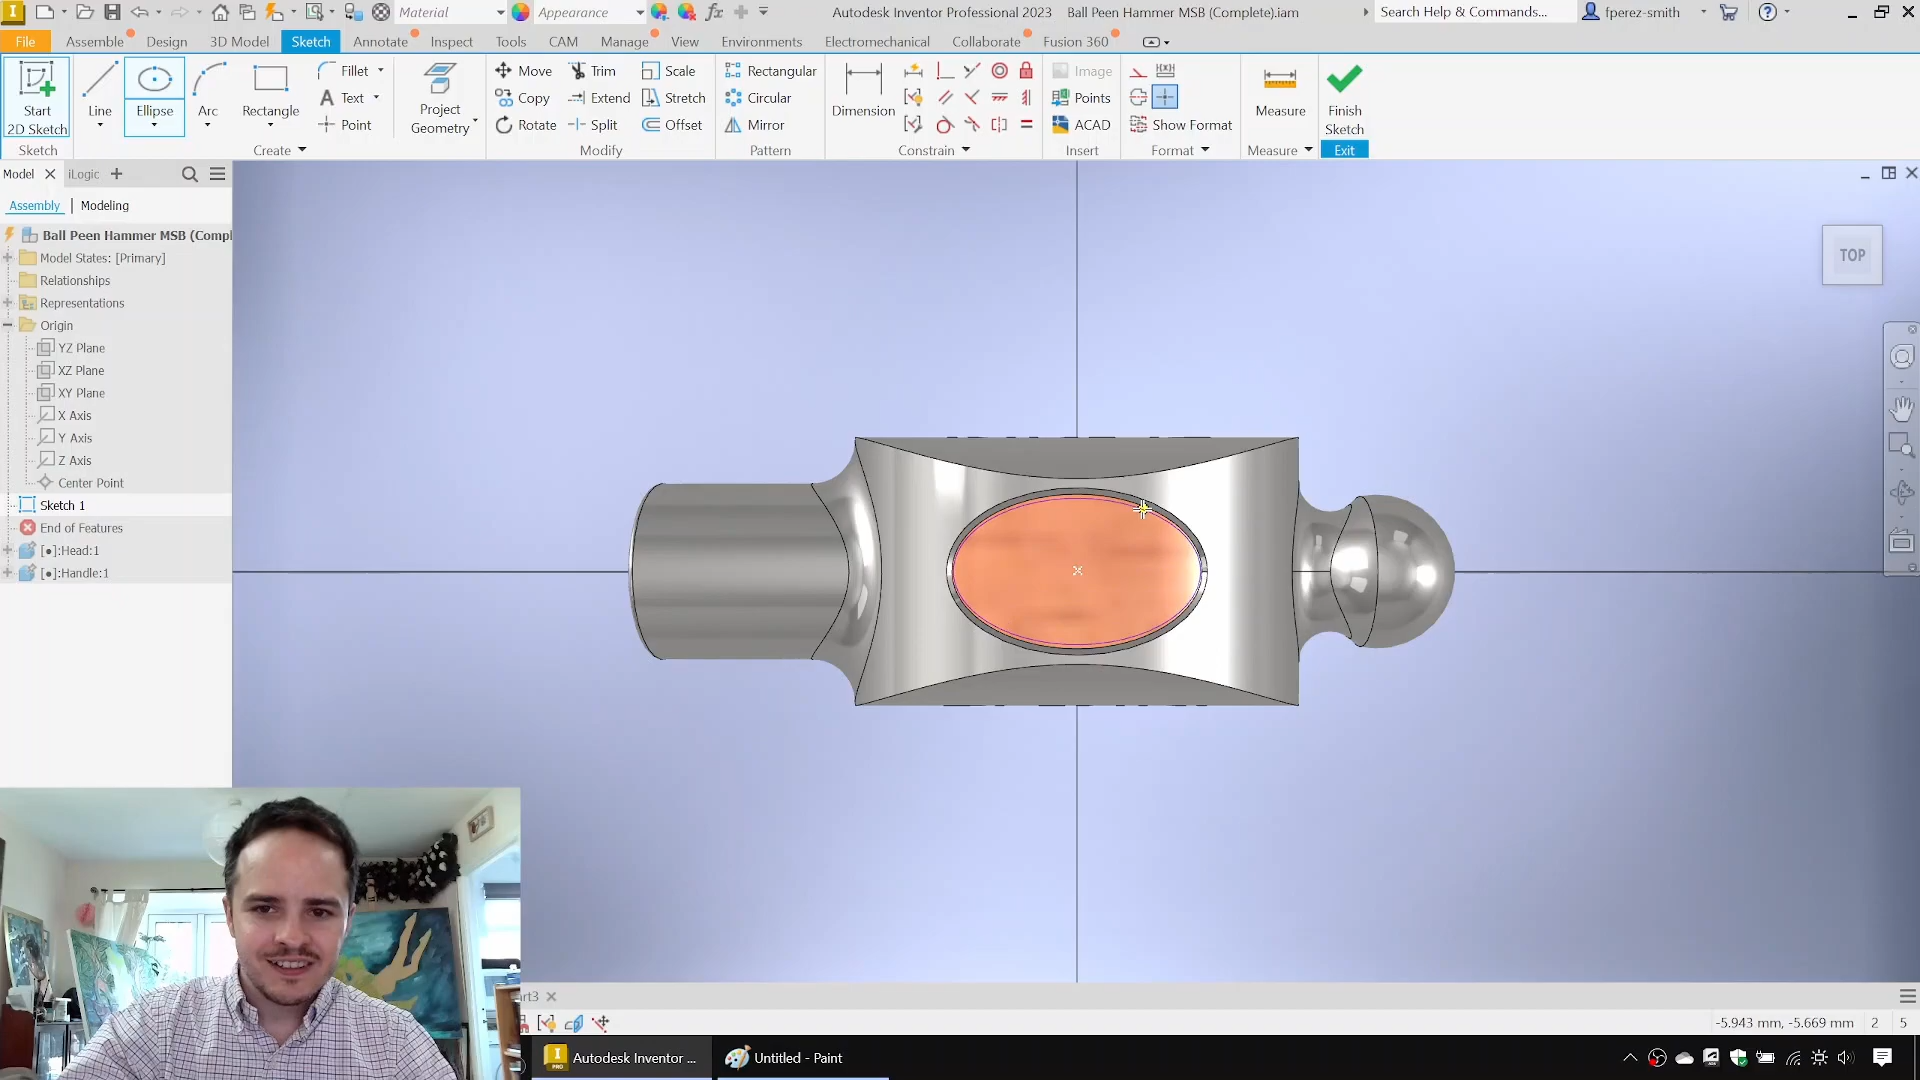 Material
Appearance
Autodesk Inventor Professional 2023 Ball Peen Hammer MSB (Complete).iam
Search Help & Commands...
fperez-smith
File
Assemble
Design
3D Model
Sketch
Annotate
Inspect
Tools
CAM
Manage
View
Environments
Electromechanical
Collaborate
Fusion 360
Start
2D Sketch
Line
Ellipse
Arc
Rectangle
Fillet
Text
Point
Project
Geometry
Move
Copy
Rotate
Trim
Extend
Split
Scale
Stretch
Offset
Dimension
Rectangular
Circular
Mirror
Image
Points
ACAD
Show Format
Measure
Finish
Sketch
Sketch
Create
Modify
Pattern
Constrain
Insert
Format
Measure
Exit
Model
iLogic
Assembly | Modeling
Ball Peen Hammer MSB (Compl
Model States: [Primary]
Relationships
Representations
Origin
YZ Plane
XZ Plane
XY Plane
X Axis
Y Axis
Z Axis
Center Point
Sketch 1
End of Features
[●]:Head:1
[●]:Handle:1
TOP
art3
-5.943 mm, -5.669 mm 2 5
Autodesk Inventor ...
Untitled - Paint